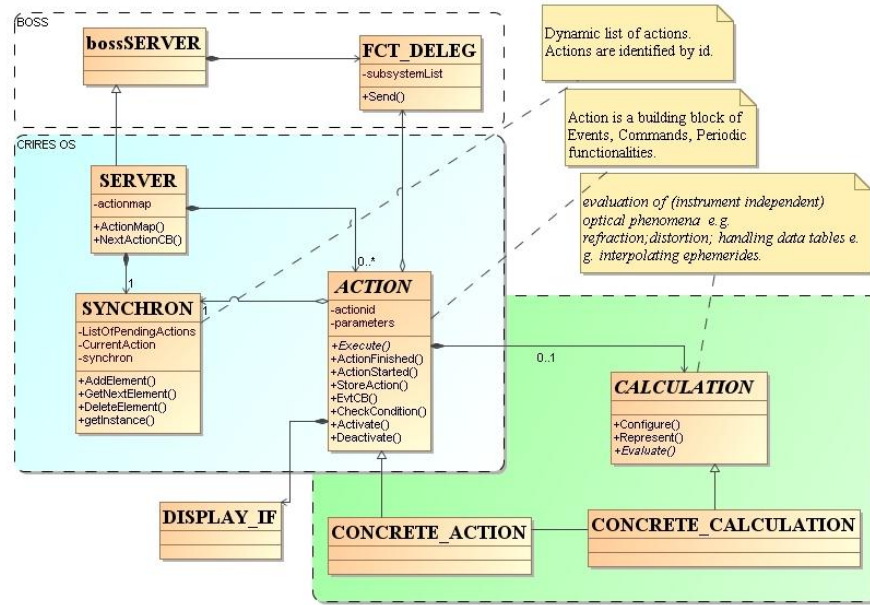 BOSS
bossSERVER
FCT_DELEG
-subsystemList
+Send()
Dynamic list of actions.
Actions are identified by id.
Action is a building block of
Events, Commands, Periodic
functionalities.
CRIRES OS
SERVER
-actionmap
+ActionMap()
+NextActionCB()
evaluation of (instrument independent)
optical phenomena e.g.
refraction;distortion; handling data tables e.
g. interpolating ephemerides.
0..*
1
SYNCHRON
-ListOfPendingActions
-CurrentAction
-synchron
+AddElement()
+GetNextElement()
+DeleteElement()
+getInstance()
1
ACTION
-actionid
-parameters
+Execute()
+ActionFinished()
+ActionStarted()
+StoreAction()
+EvtCB()
+CheckCondition()
+Activate()
+Deactivate()
0..1
CALCULATION
+Configure()
+Represent()
+Evaluate()
DISPLAY_IF
CONCRETE_ACTION
CONCRETE_CALCULATION